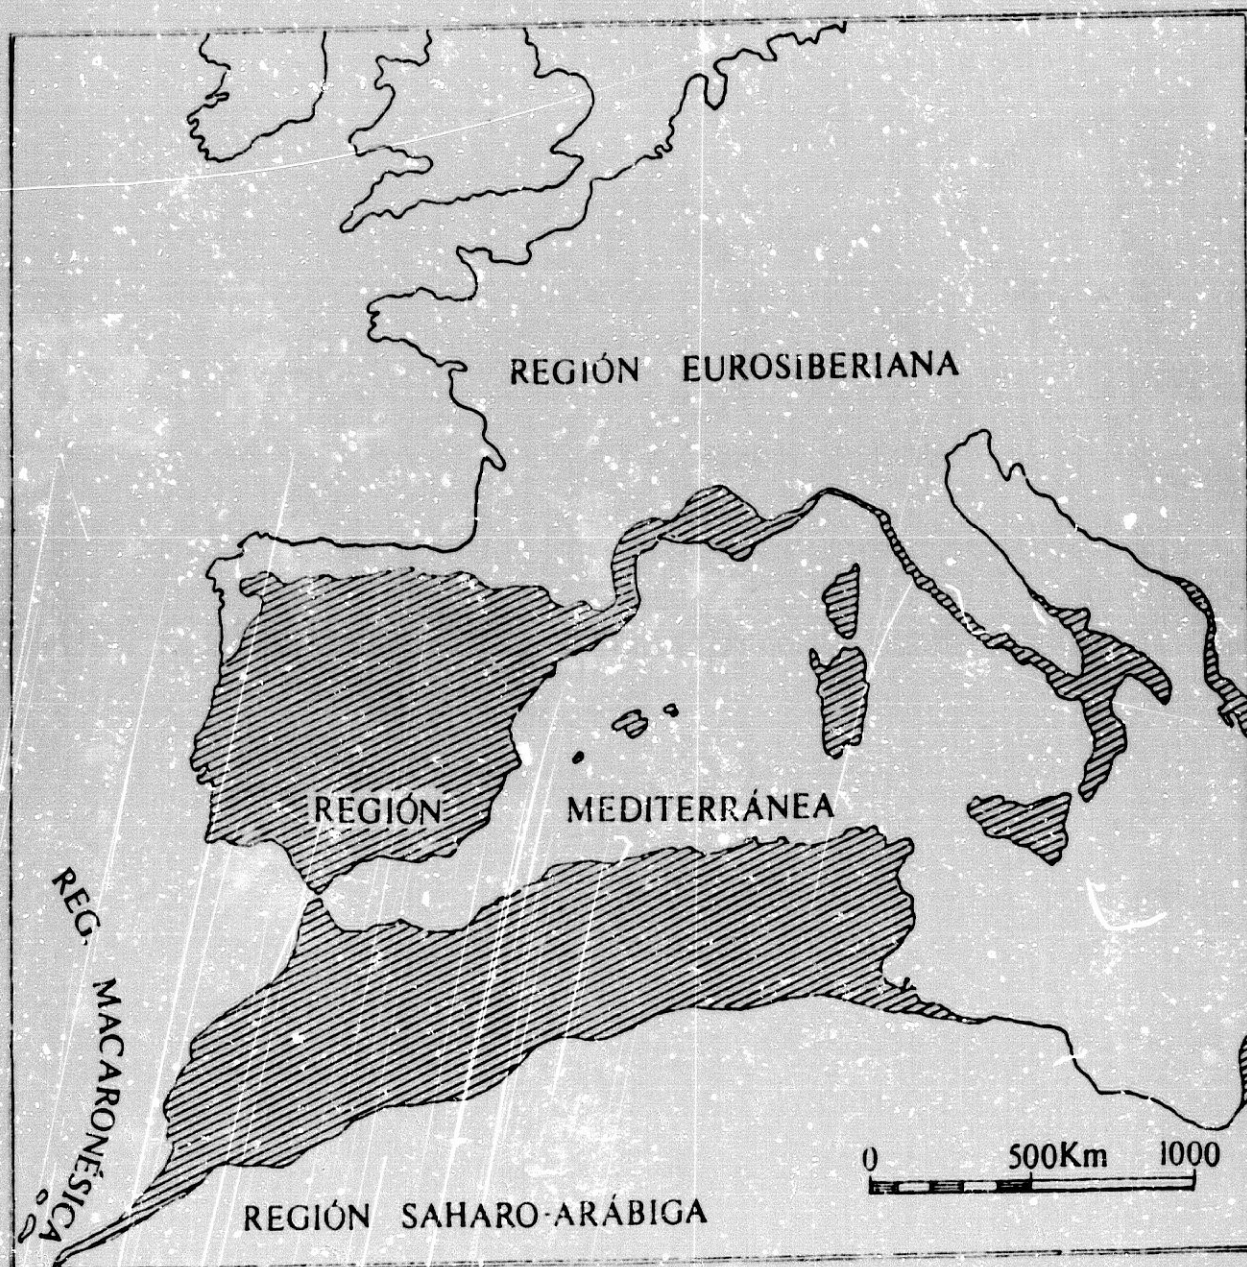 REGIÓN EUROSIBERIANA
REGIÓN MEDITERRÁNEA
REG. MACARONÉSICA
0 500Km 1000
REGIÓN SAHARO-ARÁBIGA